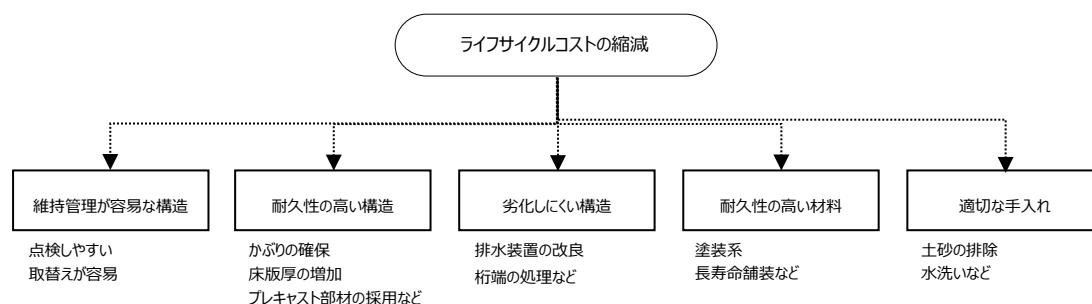 ライフサイクルコストの縮減
維持管理が容易な構造
点検しやすい
取替えが容易
耐久性の高い構造
かぶりの確保
床版厚の増加
プレキャスト部材の採用など
劣化しにくい構造
排水装置の改良
桁端の処理など
耐久性の高い材料
塗装系
長寿命舗装など
適切な手入れ
土砂の排除
水洗いなど